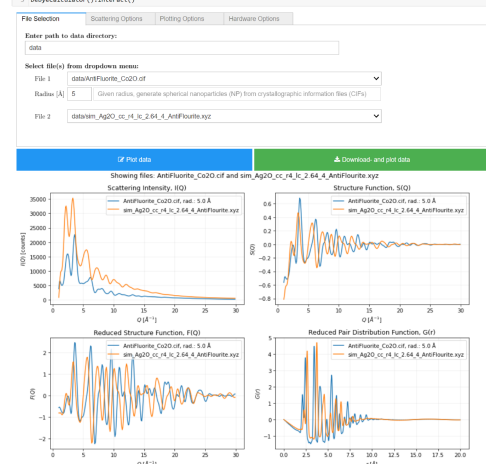 DebyeCalculator().interact()
File Selection
Scattering Options
Plotting Options
Hardware Options
Enter path to data directory:
data
Select file(s) from dropdown menu:
File 1
data/AntiFluorite_Co2O.cif
Radius [Å]
5
Given radius, generate spherical nanoparticles (NP) from crystallographic information files (CIFs)
File 2
data/sim_Ag2O_cc_r4_lc_2.64_4_AntiFlourite.xyz
Plot data
Download- and plot data
Showing files: AntiFluorite_Co2O.cif and sim_Ag2O_cc_r4_lc_2.64_4_AntiFlourite.xyz
Scattering Intensity, I(Q)
AntiFluorite_Co2O.cif, rad.: 5.0 Å
sim_Ag2O_cc_r4_lc_2.64_4_AntiFlourite.xyz
I(Q) [counts]
35000
30000
25000
20000
15000
10000
5000
0
0 5 10 15 20 25 30
Q [Å⁻¹]
Structure Function, S(Q)
AntiFluorite_Co2O.cif, rad.: 5.0 Å
sim_Ag2O_cc_r4_lc_2.64_4_AntiFlourite.xyz
S(Q)
0.6
0.4
0.2
0.0
−0.2
−0.4
−0.6
−0.8
0 5 10 15 20 25 30
Q [Å⁻¹]
Reduced Structure Function, F(Q)
AntiFluorite_Co2O.cif, rad.: 5.0 Å
sim_Ag2O_cc_r4_lc_2.64_4_AntiFlourite.xyz
F(Q)
2
1
0
−1
−2
0 5 10 15 20 25 30
Q [Å⁻¹]
Reduced Pair Distribution Function, G(r)
AntiFluorite_Co2O.cif, rad.: 5.0 Å
sim_Ag2O_cc_r4_lc_2.64_4_AntiFlourite.xyz
G(r)
5
4
3
2
1
0
−1
0.0 2.5 5.0 7.5 10.0 12.5 15.0 17.5 20.0